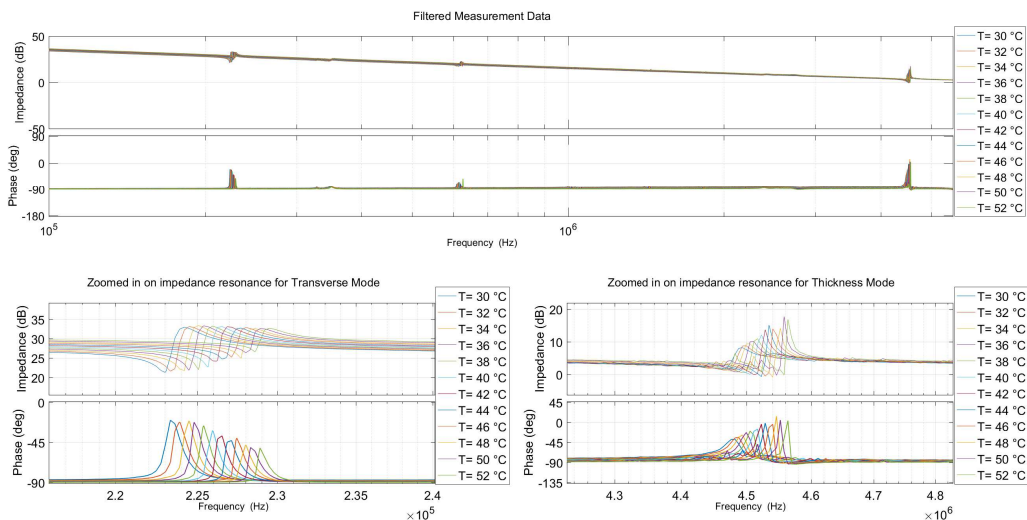 Filtered Measurement Data
Impedance (dB)
50
0
-50
Phase (deg)
90
0
-90
-180
10^5
10^6
Frequency (Hz)
T= 30 °C
T= 32 °C
T= 34 °C
T= 36 °C
T= 38 °C
T= 40 °C
T= 42 °C
T= 44 °C
T= 46 °C
T= 48 °C
T= 50 °C
T= 52 °C
Zoomed in on impedance resonance for Transverse Mode
Impedance (dB)
35
30
25
20
Phase (deg)
0
-45
-90
2.2
2.25
2.3
2.35
2.4
Frequency (Hz)
×10^5
T= 30 °C
T= 32 °C
T= 34 °C
T= 36 °C
T= 38 °C
T= 40 °C
T= 42 °C
T= 44 °C
T= 46 °C
T= 48 °C
T= 50 °C
T= 52 °C
Zoomed in on impedance resonance for Thickness Mode
Impedance (dB)
20
10
0
Phase (deg)
45
0
-45
-90
-135
4.3
4.4
4.5
4.6
4.7
4.8
Frequency (Hz)
×10^6
T= 30 °C
T= 32 °C
T= 34 °C
T= 36 °C
T= 38 °C
T= 40 °C
T= 42 °C
T= 44 °C
T= 46 °C
T= 48 °C
T= 50 °C
T= 52 °C